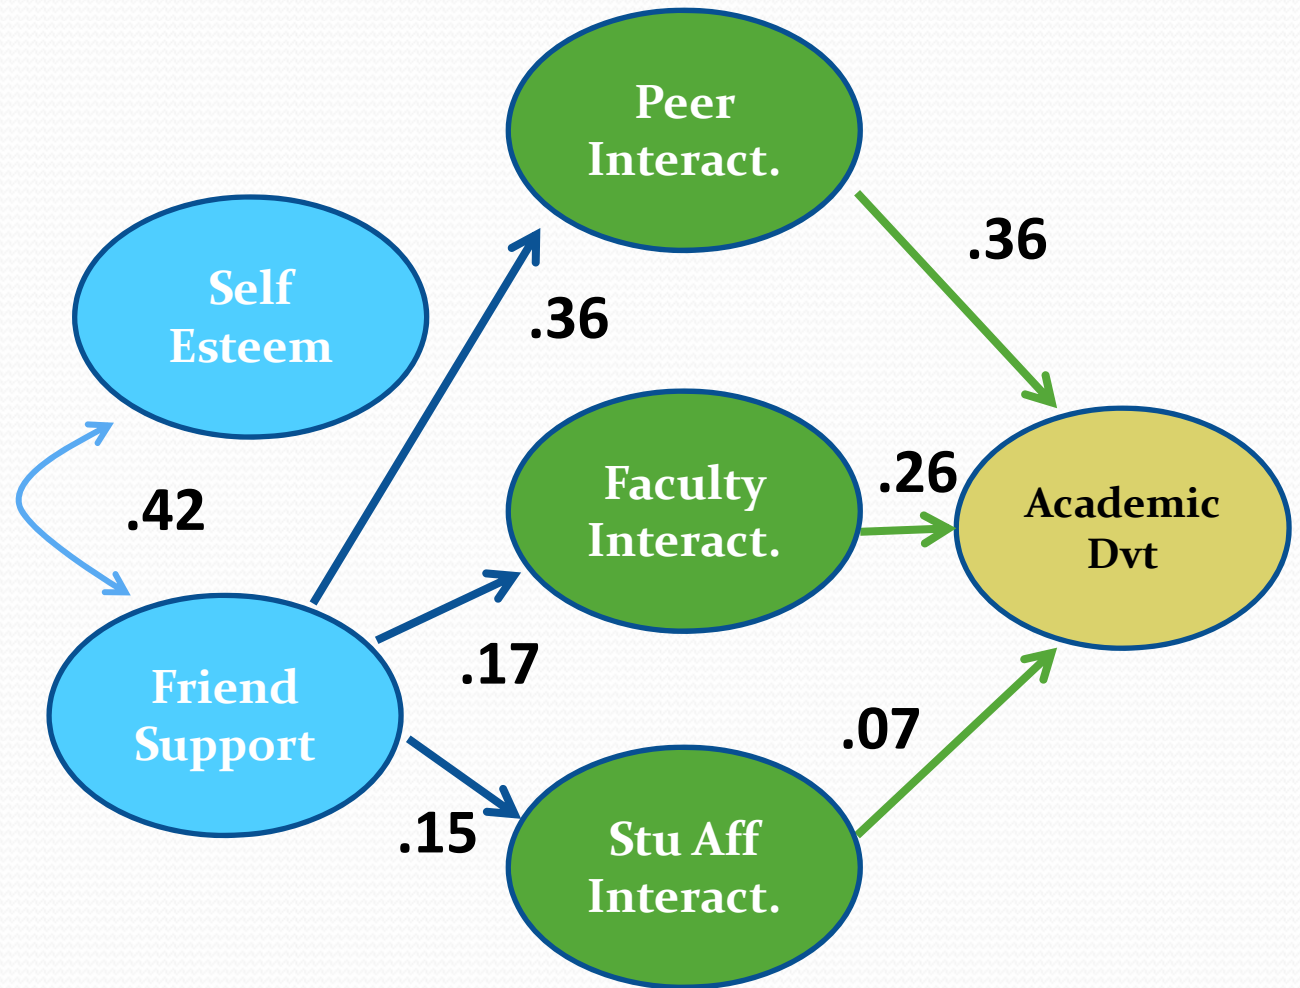 Peer
Interact.
.36
Self
Esteem
.36
.42
Faculty
Interact.
.26
Academic
Dvt
.17
Friend
Support
.07
.15
Stu Aff
Interact.